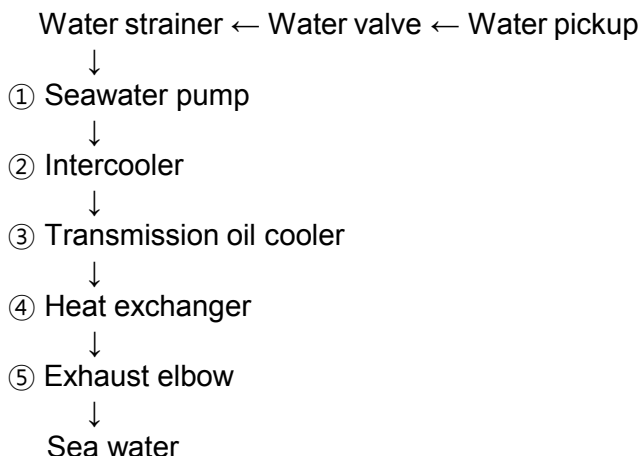 Water strainer ← Water valve ← Water pickup
↓
① Seawater pump
↓
② Intercooler
↓
③ Transmission oil cooler
↓
④ Heat exchanger
↓
⑤ Exhaust elbow
↓
Sea water